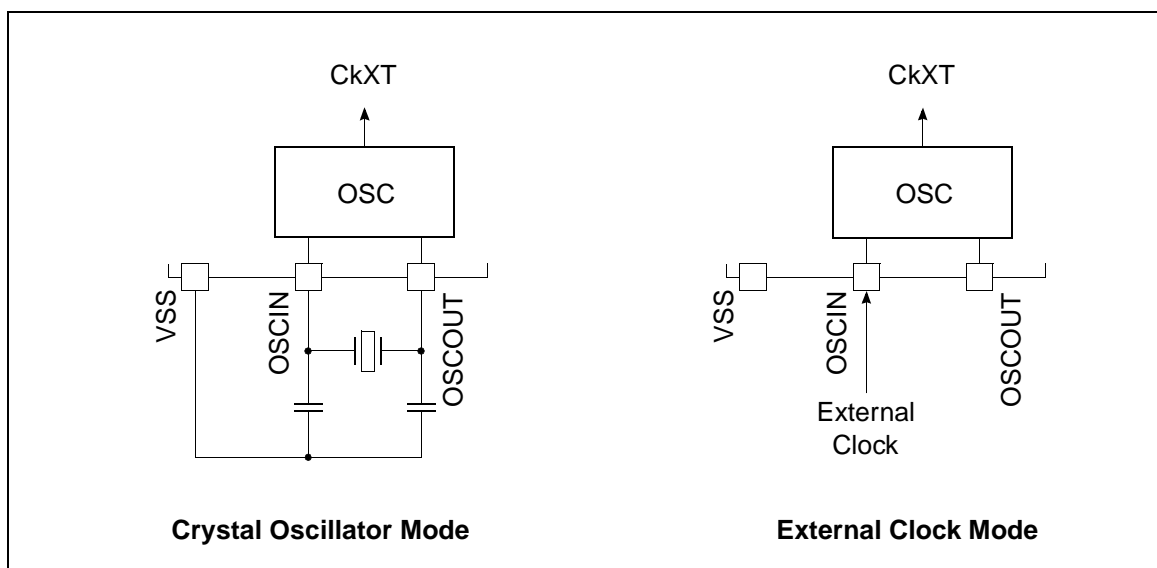 CkXT
OSC
VSS
OSCIN
OSCOUT
Crystal Oscillator Mode
CkXT
OSC
VSS
OSCIN
OSCOUT
External
Clock
External Clock Mode